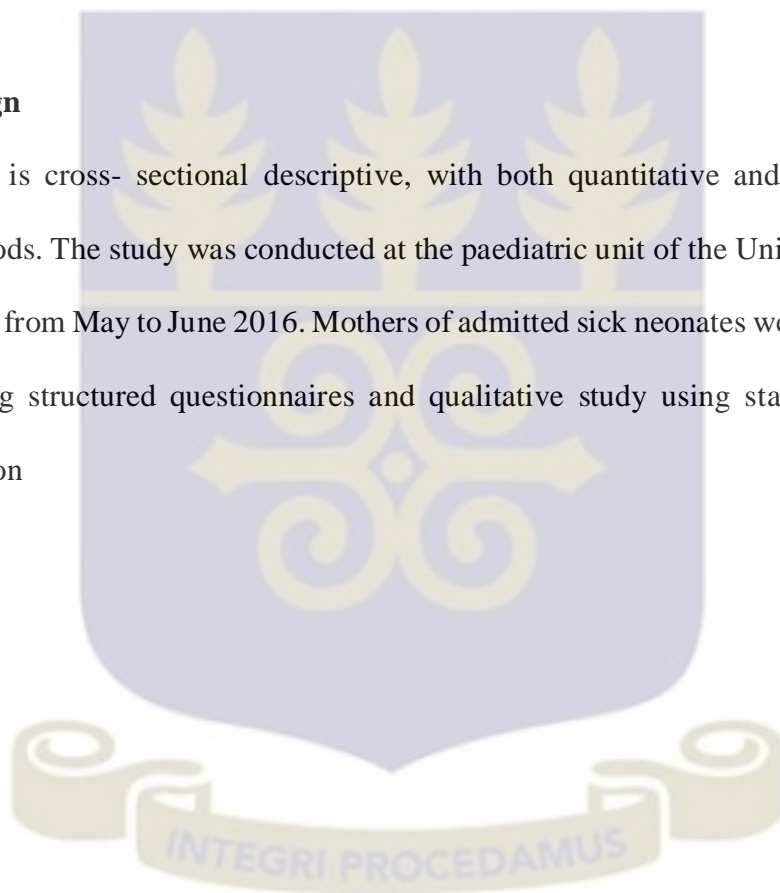 gn
is cross- sectional descriptive, with both quantitative and
ods. The study was conducted at the paediatric unit of the Uni
from May to June 2016. Mothers of admitted sick neonates we
g structured questionnaires and qualitative study using sta
on
INTEGRI PROCEDAMUS